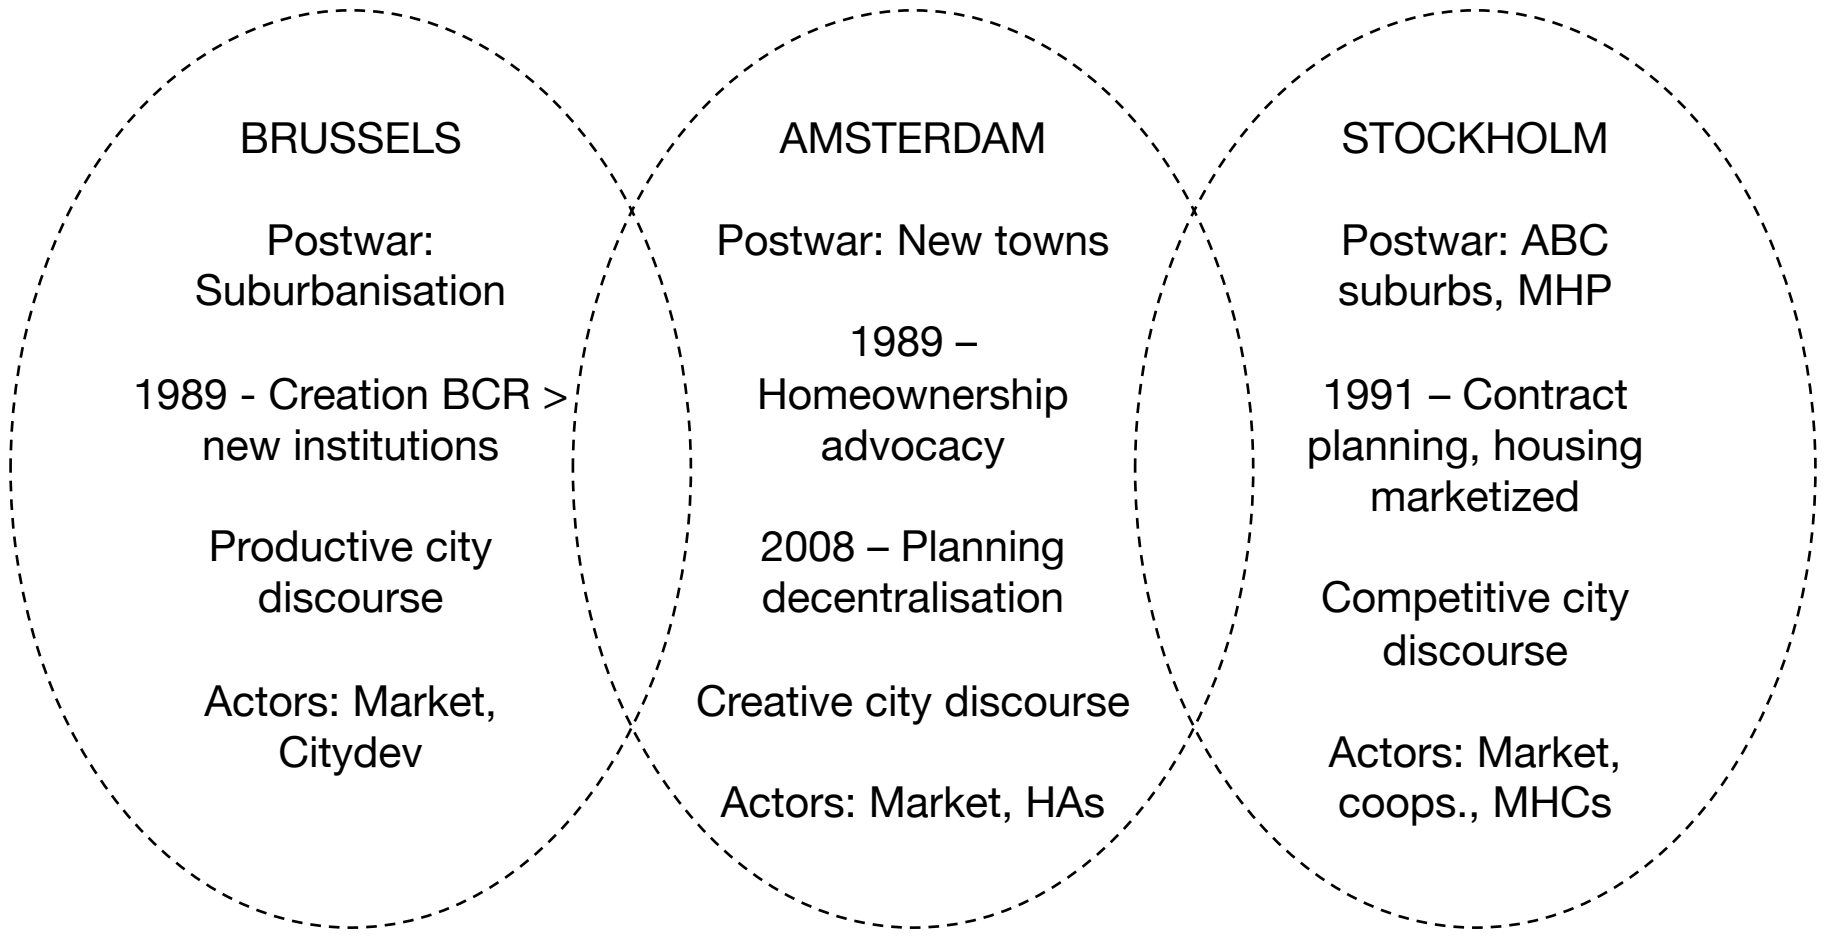 BRUSSELS
Postwar:
Suburbanisation
1989 - Creation BCR >
new institutions
Productive city
discourse
Actors: Market,
Citydev
AMSTERDAM
Postwar: New towns
1989 –
Homeownership
advocacy
2008 – Planning
decentralisation
Creative city discourse
Actors: Market, HAs
STOCKHOLM
Postwar: ABC
suburbs, MHP
1991 – Contract
planning, housing
marketized
Competitive city
discourse
Actors: Market,
coops., MHCs